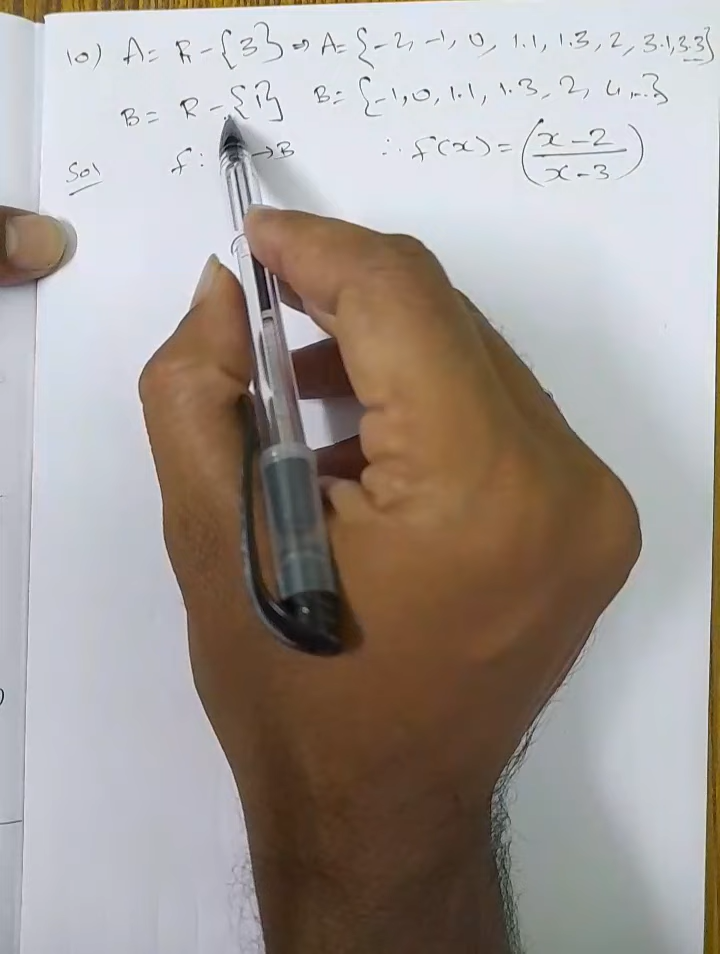 10) A = R - {3} ⇒ A = {-2, -1, 0, 1.1, 1.3, 2, 3.1, 3.3}
B = R - {1} B = {-1, 0, 1.1, 1.3, 2, 4, ...}
Sol f: → B ∴ f(x) = (x-2 / x-3)